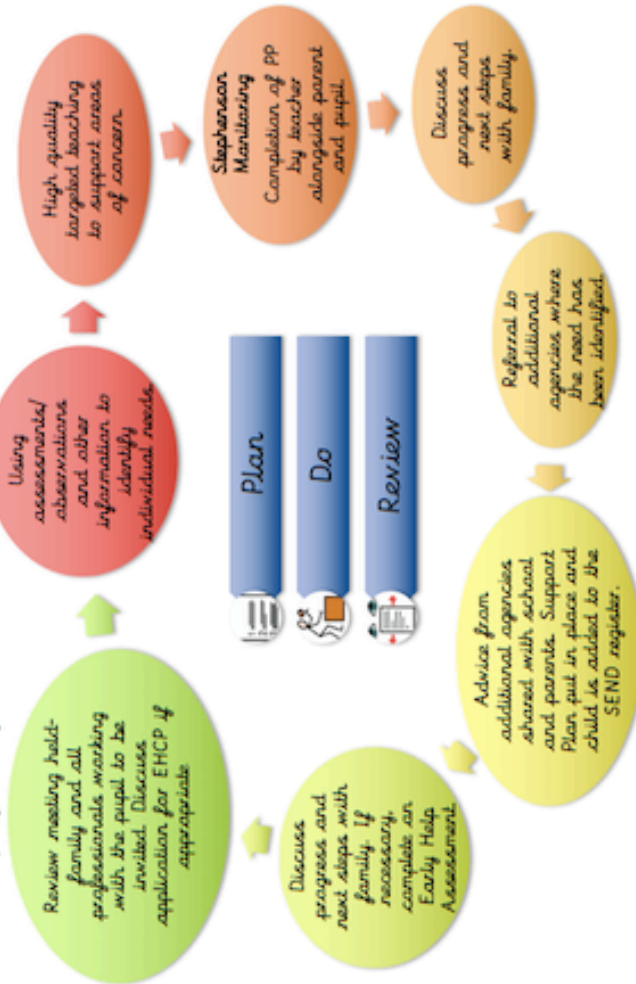 Using
assessments/
observations
and other
information to
identify
individual needs.
High quality
targeted teaching
to support areas
of concern
Stephenson
Monitoring
Completion of PP
by teacher
alongside parent
and pupil.
Discuss
progress and
next steps
with family.
Referral to
additional
agencies where
the need has
been identified.
Advice from
additional agencies
shared with school
and parents. Support
Plan put in place and
child is added to the
SEND register.
Discuss
progress and
next steps with
family. If
necessary,
complete an
Early Help
Assessment.
Review meeting held-
family and all
professionals working
with the pupil to be
invited. Discuss
application for EHCP if
appropriate
Plan
Do
Review